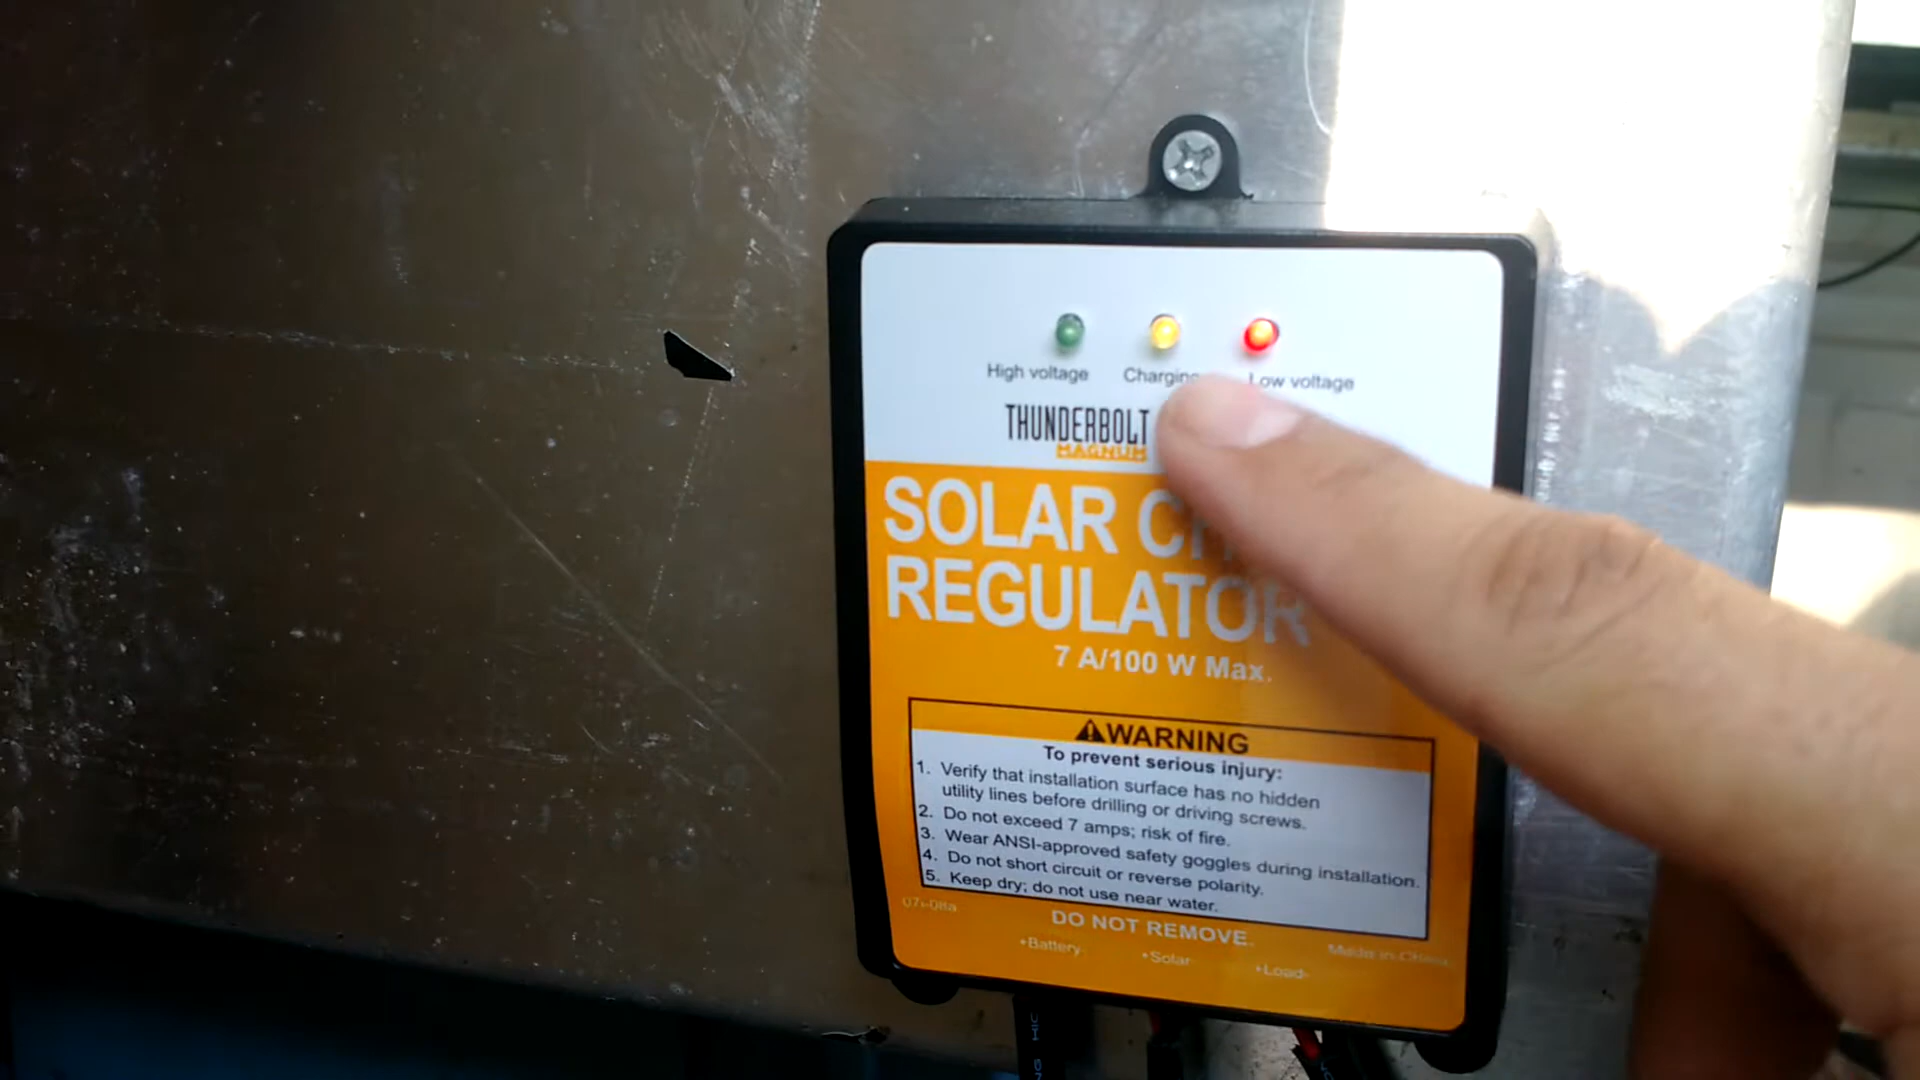 High voltage
Charging
Low voltage
THUNDERBOLT
MAGNUM
SOLAR
REGULATOR
7 A/100 W Max.
WARNING
To prevent serious injury:
1. Verify that installation surface has no hidden
utility lines before drilling or driving screws.
2. Do not exceed 7 amps; risk of fire.
3. Wear ANSI-approved safety goggles during installation.
4. Do not short circuit or reverse polarity.
5. Keep dry; do not use near water.
DO NOT REMOVE.
+Battery-
+Solar-
+Load-
Made in China